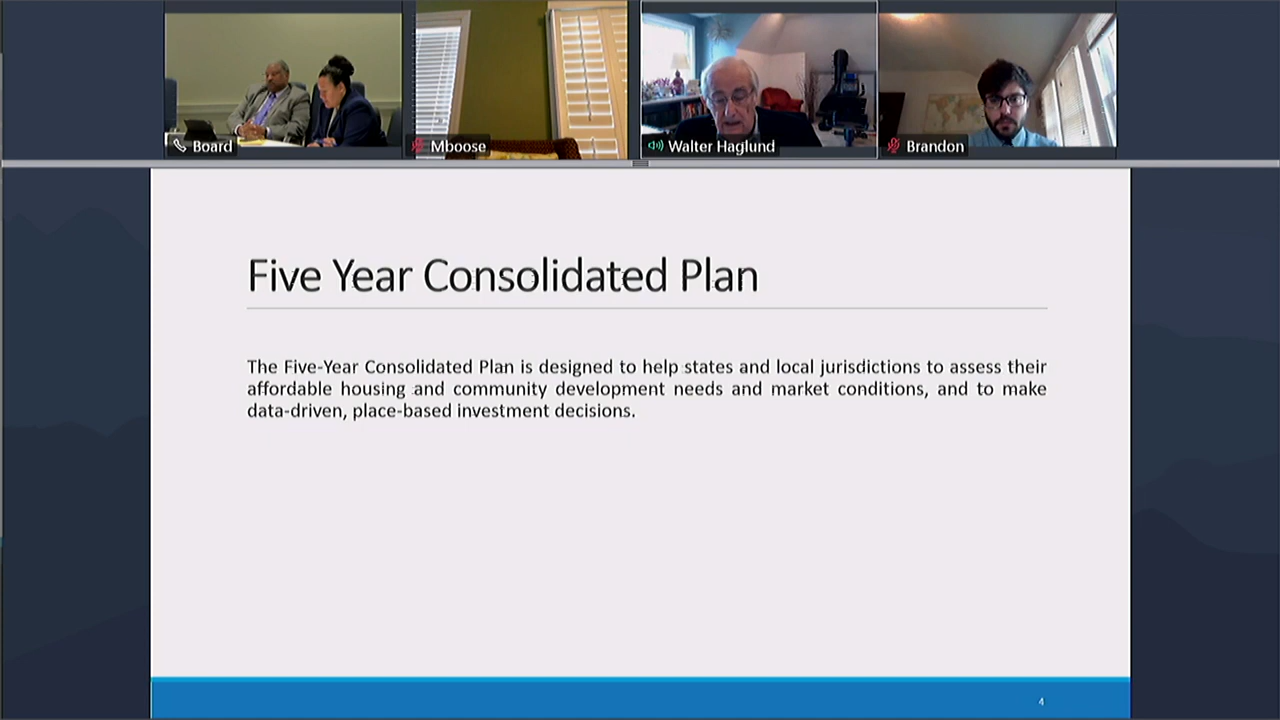 Board
Mboose
Walter Haglund
Brandon
Five Year Consolidated Plan
The Five-Year Consolidated Plan is designed to help states and local jurisdictions to assess their
affordable housing and community development needs and market conditions, and to make
data-driven, place-based investment decisions.
4